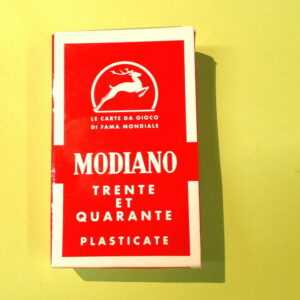 LE CARTE DA GIOCO
DI FAMA MONDIALE
MODIANO
TRENTE
ET
QUARANTE
PLASTICATE